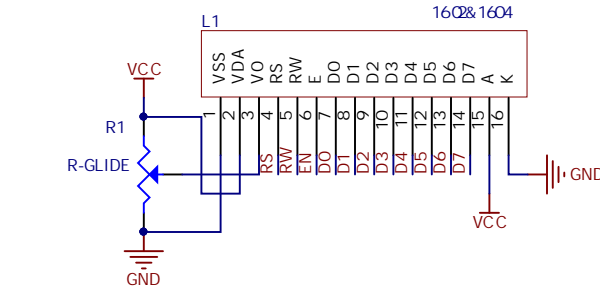 L1
1602&1604
VSS
VDA
VO
RS
RW
E
D0
D1
D2
D3
D4
D5
D6
D7
A
K
1
2
3
4
5
6
7
8
9
10
11
12
13
14
15
16
VCC
R1
R-GLIDE
RS
RW
EN
D0
D1
D2
D3
D4
D5
D6
D7
GND
VCC
GND